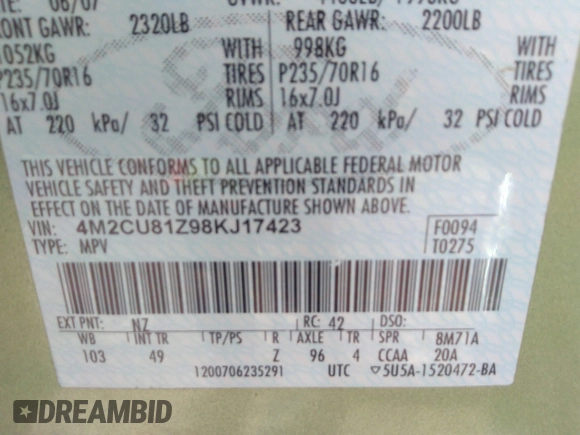 06/07
FRONT GAWR: 2320LB REAR GAWR: 2200LB
1052KG WITH 998KG WITH
P235/70R16 TIRES P235/70R16 TIRES
16x7.0J RIMS 16x7.0J RIMS
AT 220 kPa/ 32 PSI COLD AT 220 kPa/ 32 PSI COLD
THIS VEHICLE CONFORMS TO ALL APPLICABLE FEDERAL MOTOR
VEHICLE SAFETY AND THEFT PREVENTION STANDARDS IN
EFFECT ON THE DATE OF MANUFACTURE SHOWN ABOVE.
VIN: 4M2CU81Z98KJ17423 F0094
TYPE: MPV T0275
EXT PNT: NZ RC: 42 DSO:
WB INT TR TP/PS R AXLE TR SPR 8M71A
103 49 Z 96 4 CCAA 20A
1200706235291 UTC ▽5U5A-1520472-BA
DREAMBID